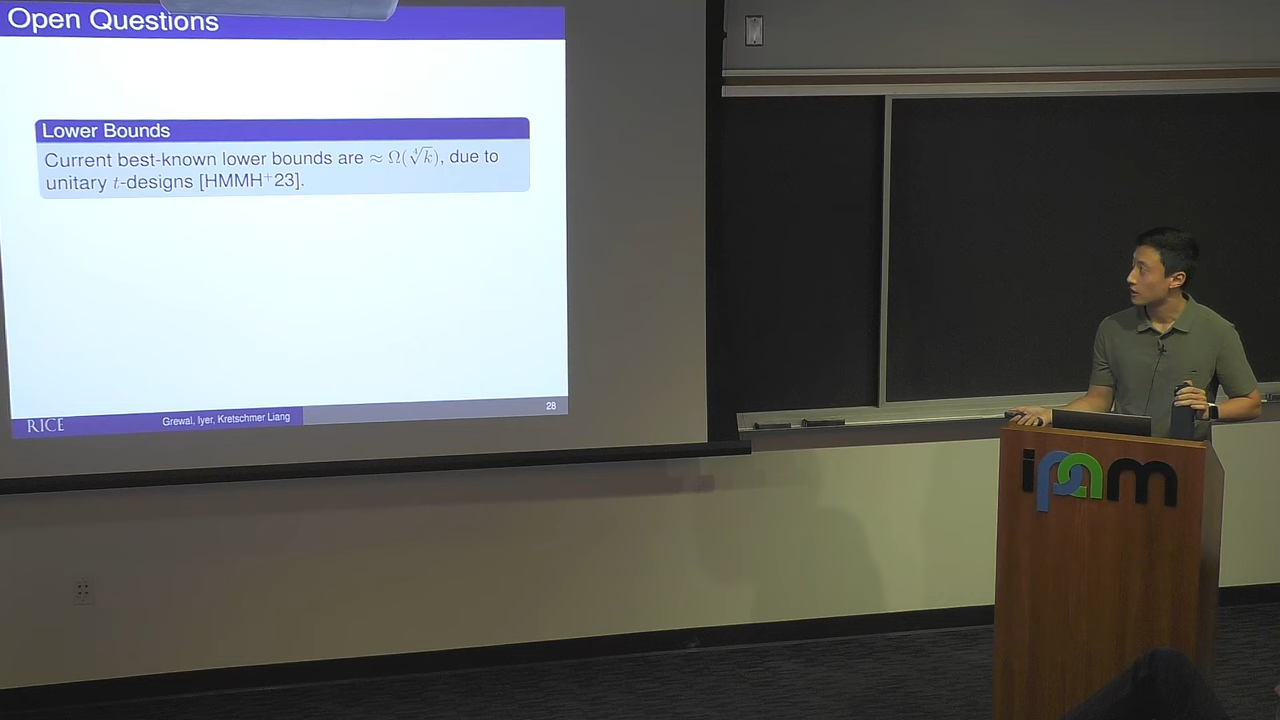 Open Questions
Lower Bounds
Current best-known lower bounds are ≈ Ω(∜k), due to
unitary t-designs [HMMH⁺23].
RICE
Grewal, Iyer, Kretschmer Liang
28
ipam